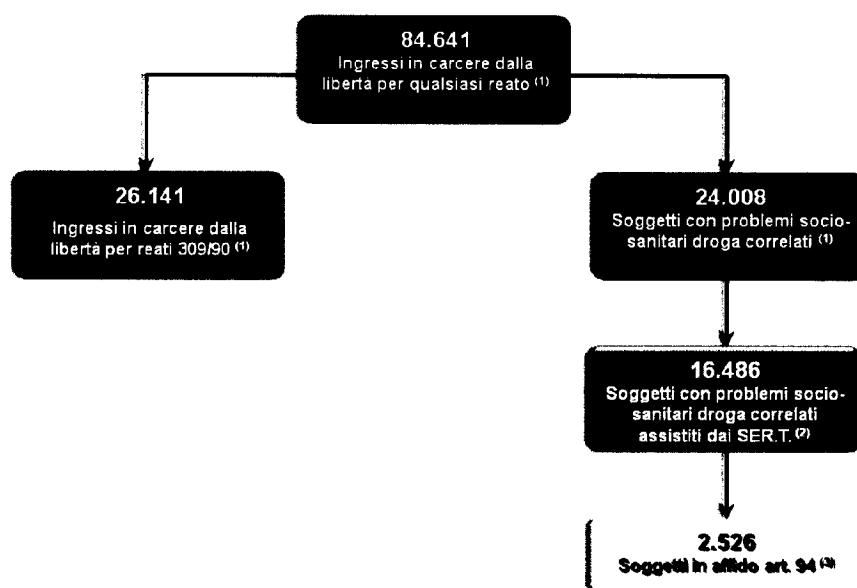 84.641
Ingressi in carcere dalla
libertà per qualsiasi reato (1)
26.141
Ingressi in carcere dalla
libertà per reati 309/90 (1)
24.008
Soggetti con problemi socio-
sanitari droga correlati (1)
16.486
Soggetti con problemi socio-
sanitari droga correlati
assistiti dai SER.T. (2)
2.526
Soggetti in affido art. 94 (3)